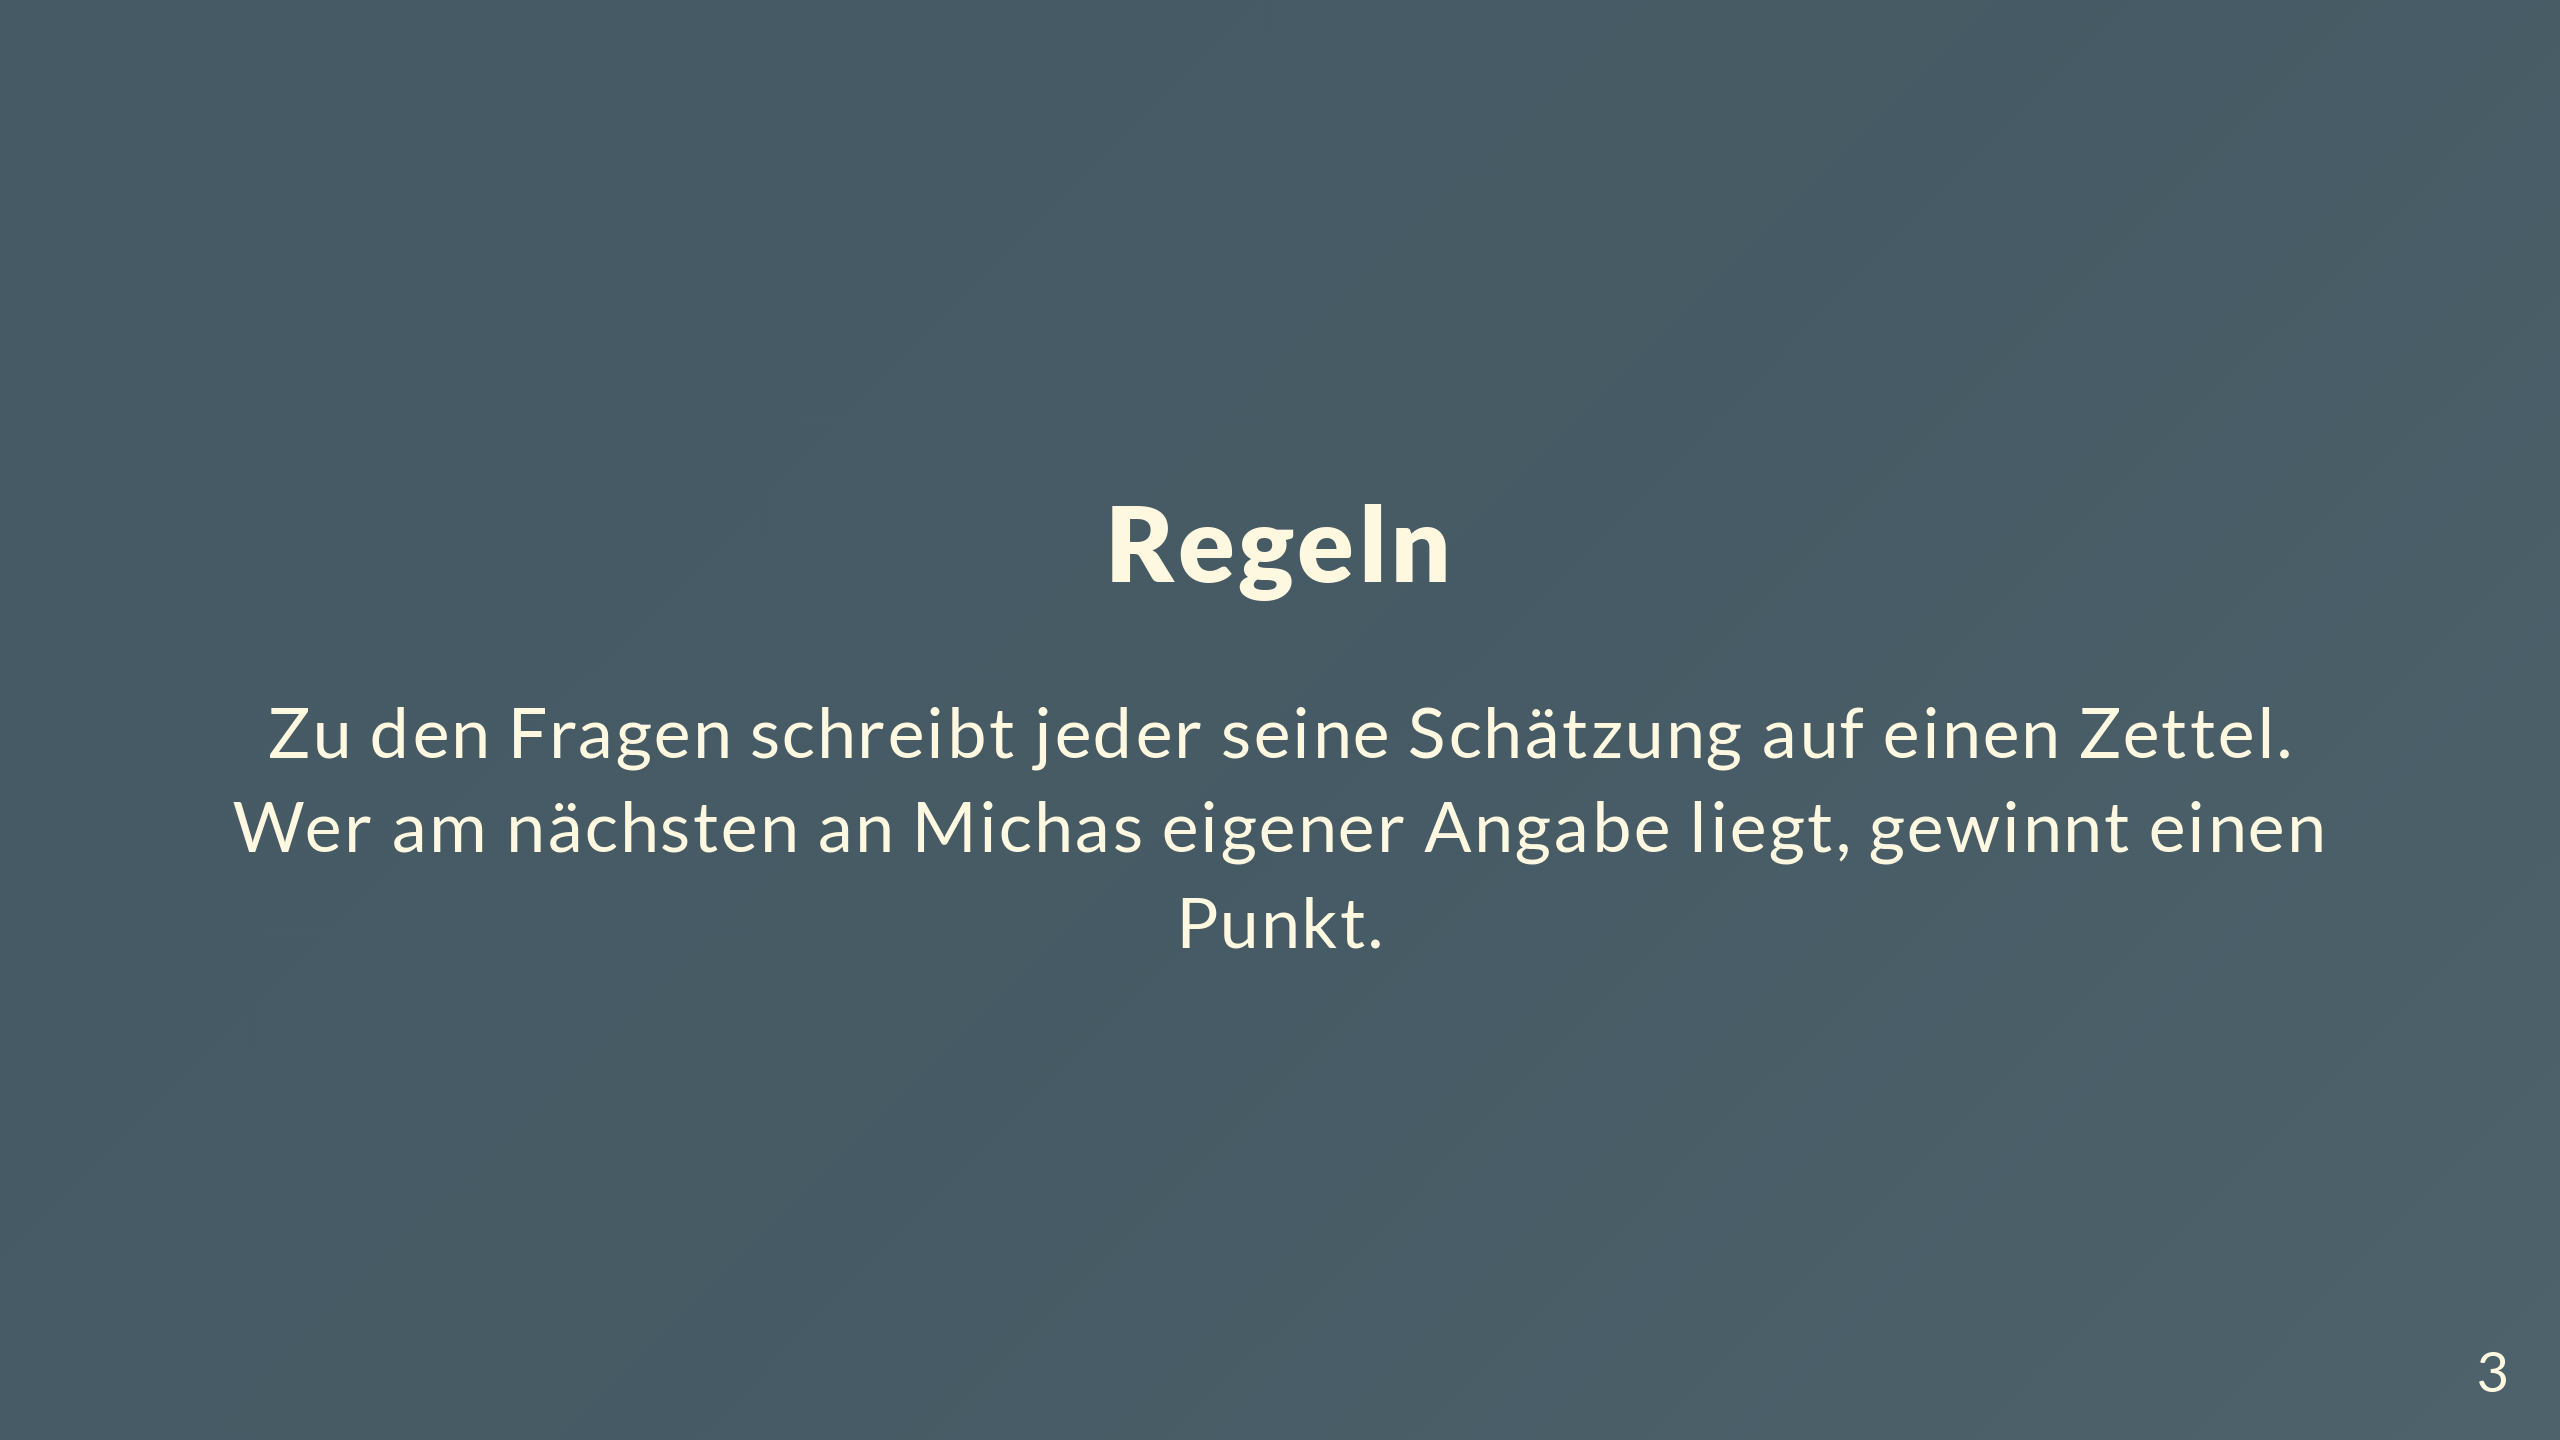 Regeln
Zu den Fragen schreibt jeder seine Schätzung auf einen Zettel.
Wer am nächsten an Michas eigener Angabe liegt, gewinnt einen
Punkt.
3